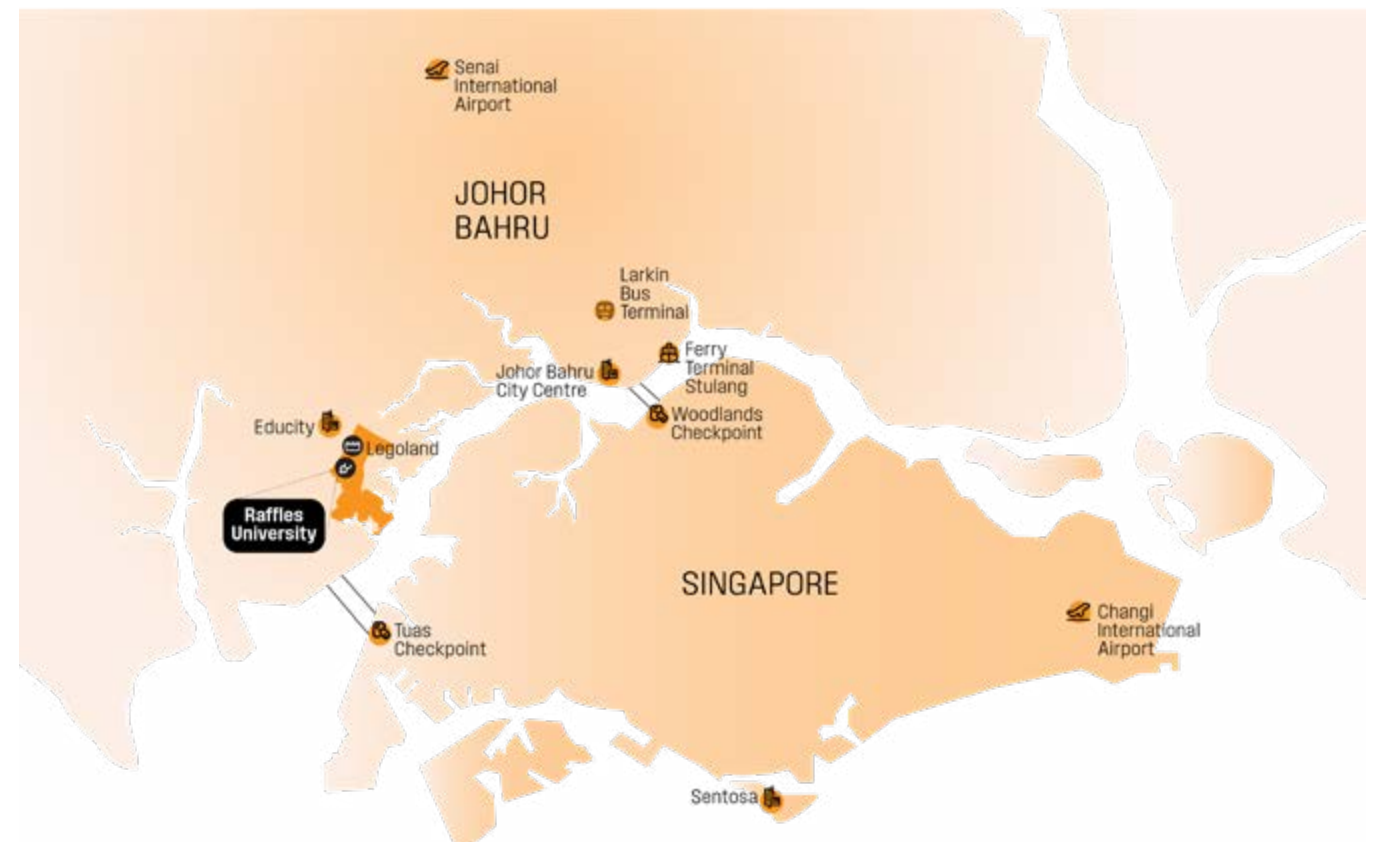 Senai
International
Airport
JOHOR
BAHRU
Larkin
Bus
Terminal
Ferry
Terminal
Stulang
Johor Bahru
City Centre
Woodlands
Checkpoint
Educity
Legoland
Raffles
University
SINGAPORE
Changi
International
Airport
Tuas
Checkpoint
Sentosa